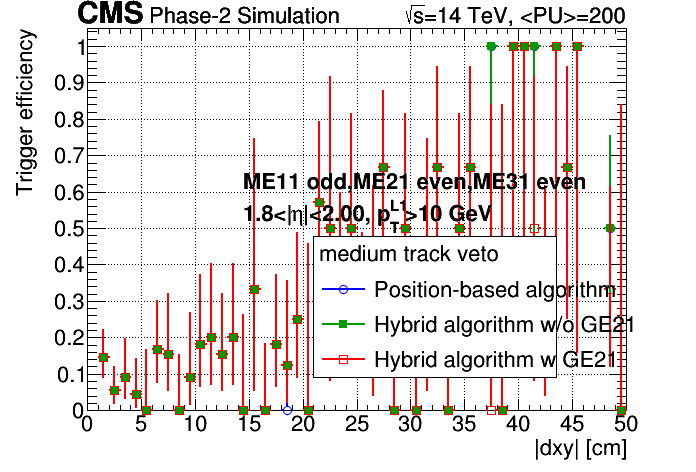 CMS Phase-2 Simulation √s=14 TeV, <PU>=200
Trigger efficiency
1
0.9
0.8
0.7
0.6
0.5
0.4
0.3
0.2
0.1
0
ME11 odd,ME21 even,ME31 even
1.8<|η|<2.00, p_T^L1>10 GeV
medium track veto
Position-based algorithm
Hybrid algorithm w/o GE21
Hybrid algorithm w GE21
0 5 10 15 20 25 30 35 40 45 50
|dxy| [cm]